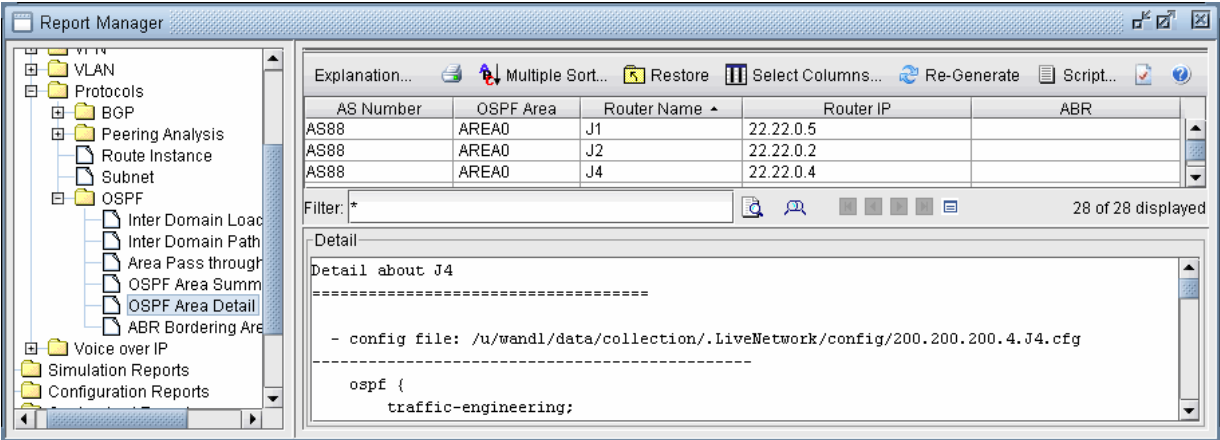 Report Manager
VPN
VLAN
Protocols
BGP
Peering Analysis
Route Instance
Subnet
OSPF
Inter Domain Load
Inter Domain Path
Area Pass through
OSPF Area Summ
OSPF Area Detail
ABR Bordering Are
Voice over IP
Simulation Reports
Configuration Reports
Explanation... Multiple Sort... Restore Select Columns... Re-Generate Script...
AS Number OSPF Area Router Name Router IP ABR
AS88 AREA0 J1 22.22.0.5
AS88 AREA0 J2 22.22.0.2
AS88 AREA0 J4 22.22.0.4
Filter: * 28 of 28 displayed
Detail
Detail about J4
====================================
- config file: /u/wandl/data/collection/.LiveNetwork/config/200.200.200.4.J4.cfg
-----------------------------------------------
ospf {
traffic-engineering;